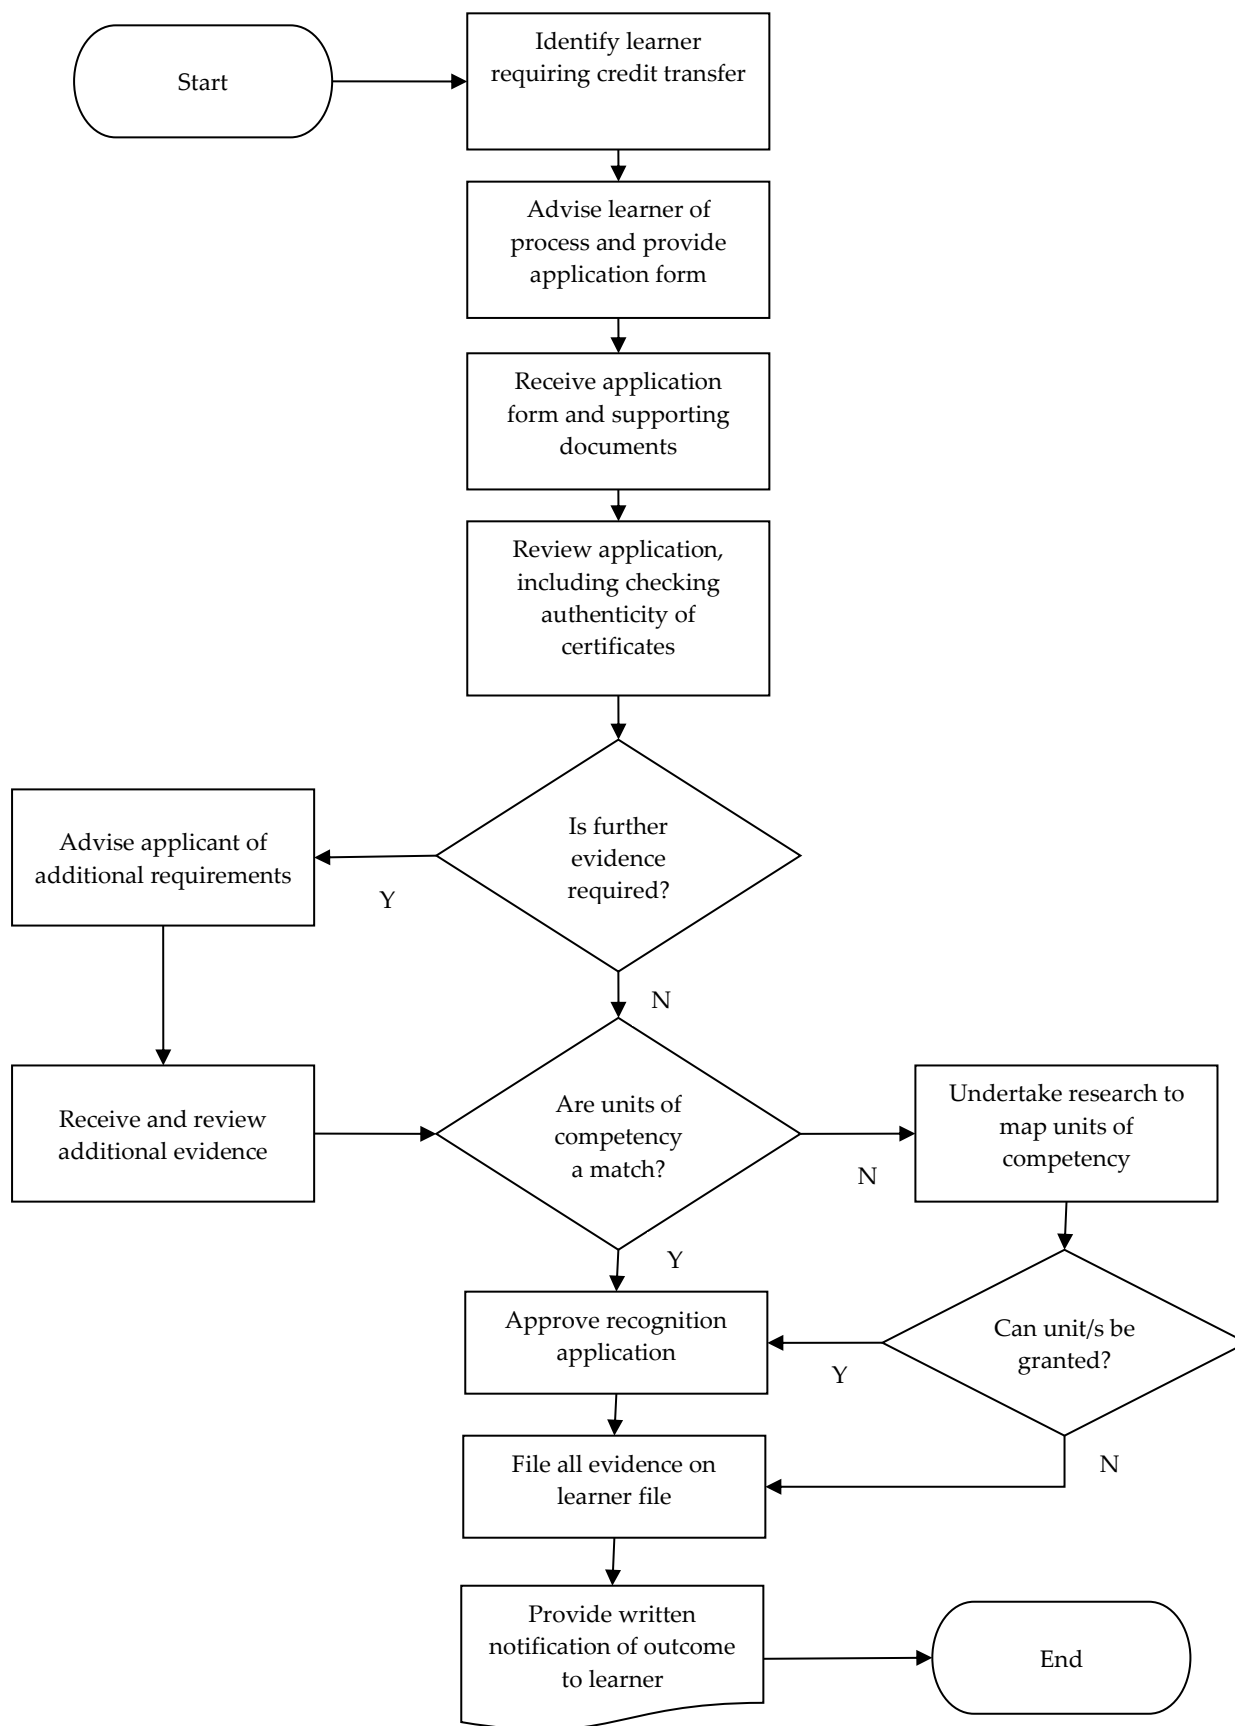 Start
Identify learner
requiring credit transfer
Advise learner of
process and provide
application form
Receive application
form and supporting
documents
Review application,
including checking
authenticity of
certificates
Is further
evidence
required?
Y
Advise applicant of
additional requirements
N
Receive and review
additional evidence
Are units of
competency
a match?
N
Undertake research to
map units of
competency
Y
Approve recognition
application
Y
Can unit/s be
granted?
N
File all evidence on
learner file
Provide written
notification of outcome
to learner
End